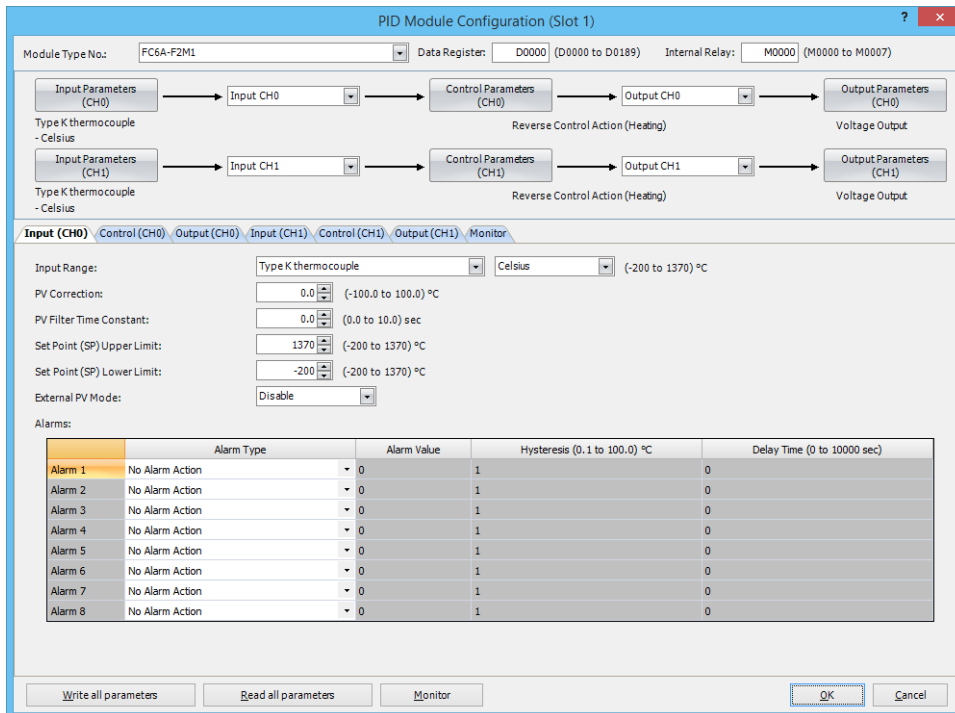 PID Module Configuration (Slot 1)
? ×
Module Type No.: FC6A-F2M1 Data Register: D0000 (D0000 to D0189) Internal Relay: M0000 (M0000 to M0007)
Input Parameters (CH0) Input CH0 Control Parameters (CH0) Output CH0 Output Parameters (CH0)
Type K thermocouple Reverse Control Action (Heating) Voltage Output
- Celsius
Input Parameters (CH1) Input CH1 Control Parameters (CH1) Output CH1 Output Parameters (CH1)
Type K thermocouple Reverse Control Action (Heating) Voltage Output
- Celsius
Input (CH0) Control (CH0) Output (CH0) Input (CH1) Control (CH1) Output (CH1) Monitor
Input Range: Type K thermocouple Celsius (-200 to 1370) ºC
PV Correction: 0.0 (-100.0 to 100.0) ºC
PV Filter Time Constant: 0.0 (0.0 to 10.0) sec
Set Point (SP) Upper Limit: 1370 (-200 to 1370) ºC
Set Point (SP) Lower Limit: -200 (-200 to 1370) ºC
External PV Mode: Disable
Alarms:
Alarm Type Alarm Value Hysteresis (0.1 to 100.0) ºC Delay Time (0 to 10000 sec)
Alarm 1 No Alarm Action 0 1 0
Alarm 2 No Alarm Action 0 1 0
Alarm 3 No Alarm Action 0 1 0
Alarm 4 No Alarm Action 0 1 0
Alarm 5 No Alarm Action 0 1 0
Alarm 6 No Alarm Action 0 1 0
Alarm 7 No Alarm Action 0 1 0
Alarm 8 No Alarm Action 0 1 0
Write all parameters Read all parameters Monitor OK Cancel